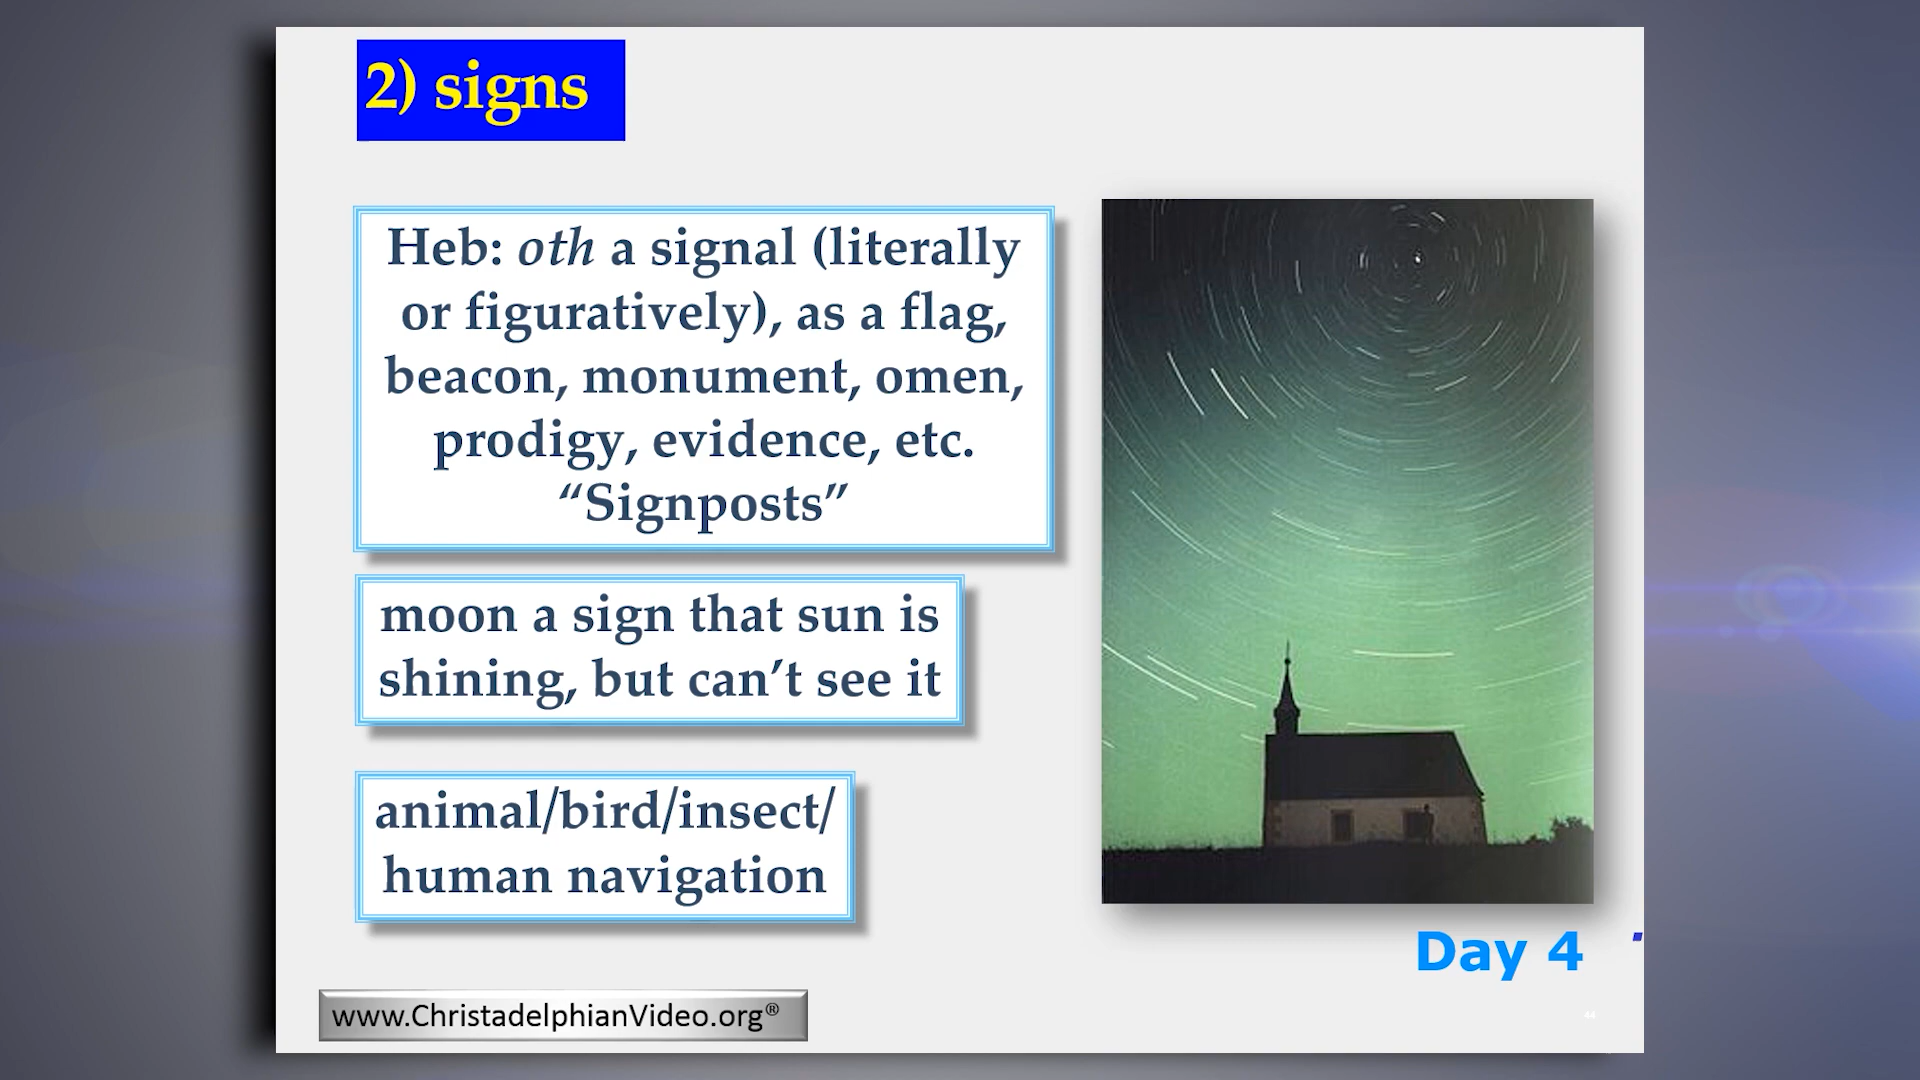 2) signs
Heb: oth a signal (literally
or figuratively), as a flag,
beacon, monument, omen,
prodigy, evidence, etc.
“Signposts”
moon a sign that sun is
shining, but can’t see it
animal/bird/insect/
human navigation
Day 4
www.ChristadelphianVideo.org®
44